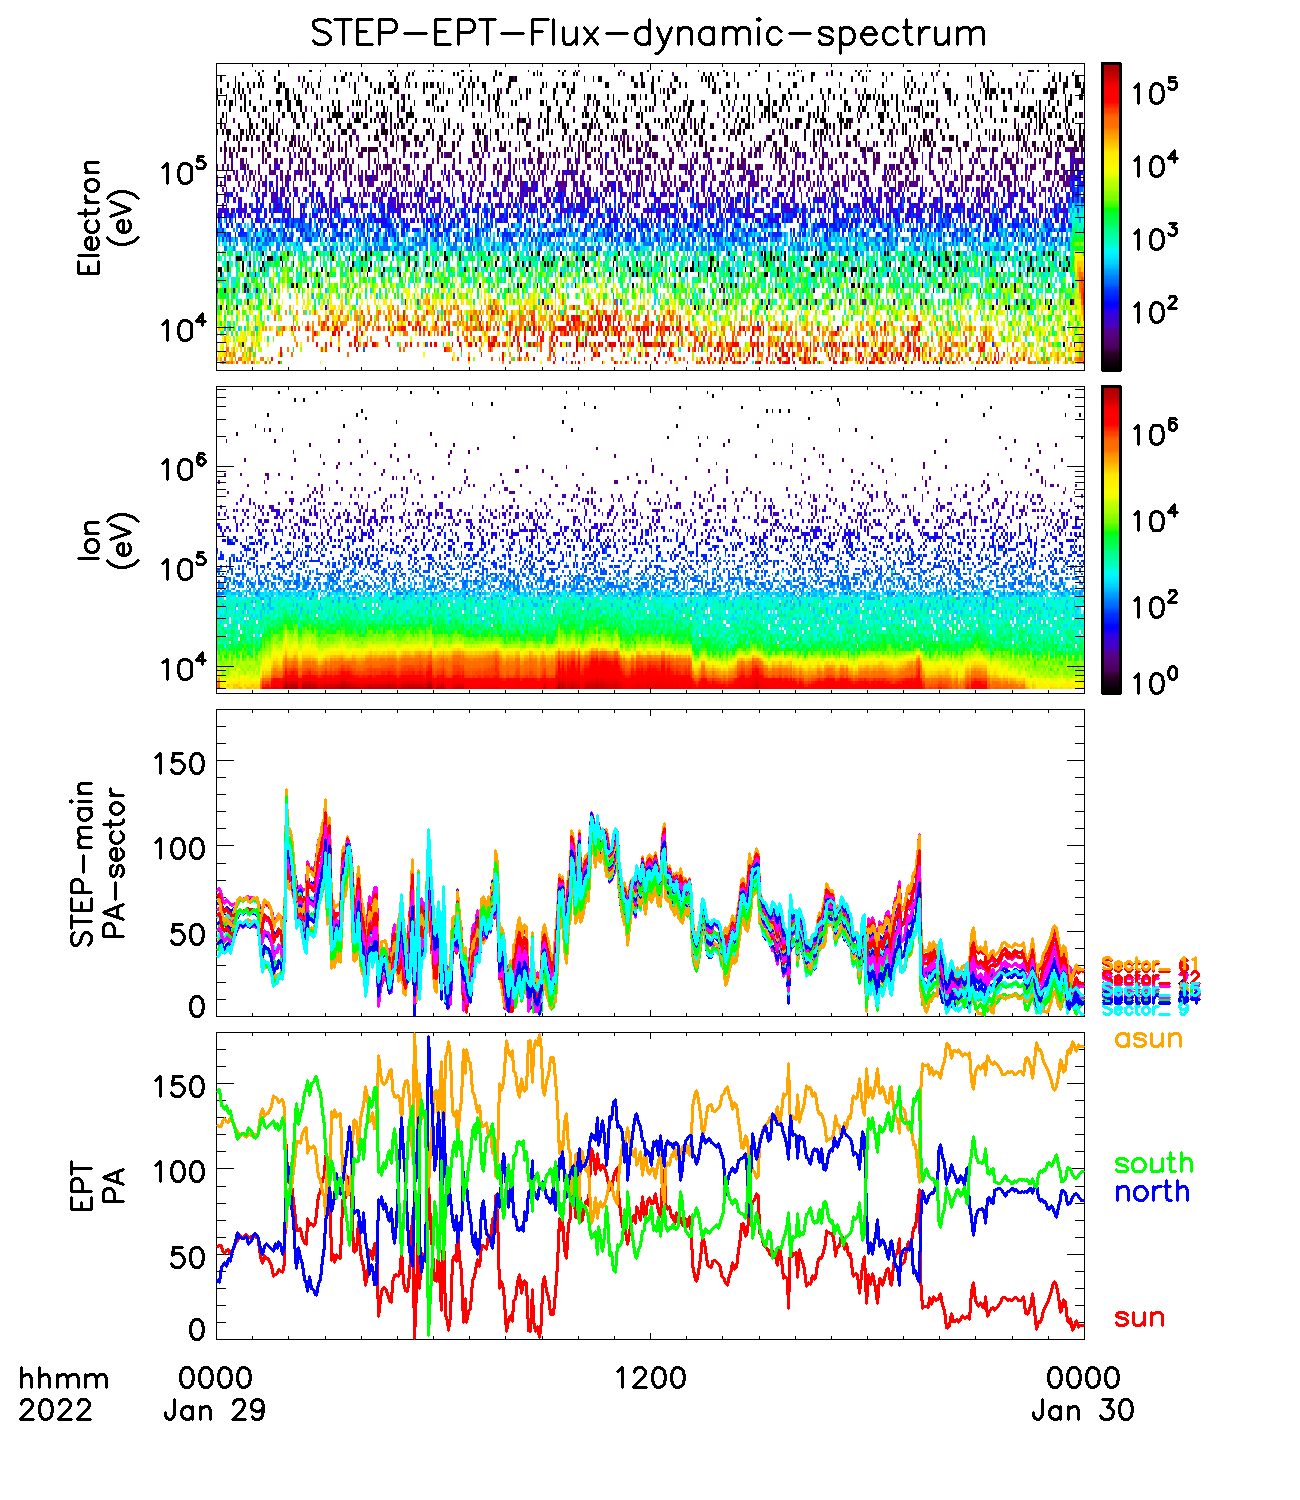 STEP-EPT-Flux-dynamic-spectrum
Electron
(eV)
10^5
10^4
10^5
10^4
10^3
10^2
Ion
(eV)
10^6
10^5
10^4
10^6
10^4
10^2
10^0
STEP-main
PA-sector
150
100
50
0
Sector_
Sector_
Sector_
Sector_ 9
EPT
PA
150
100
50
0
asun
south
north
sun
hhmm
0000
1200
0000
2022
Jan 29
Jan 30